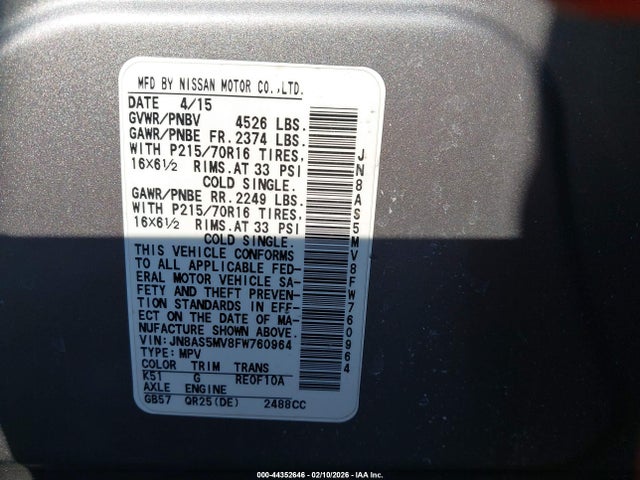 MFD BY NISSAN MOTOR CO.,LTD.
DATE 4/15
GVWR/PNBV 4526 LBS.
GAWR/PNBE FR. 2374 LBS.
WITH P215/70R16 TIRES,
16X6½ RIMS. AT 33 PSI
COLD SINGLE.
GAWR/PNBE RR. 2249 LBS.
WITH P215/70R16 TIRES,
16X6½ RIMS. AT 33 PSI
COLD SINGLE.
THIS VEHICLE CONFORMS
TO ALL APPLICABLE FED-
ERAL MOTOR VEHICLE SA-
FETY AND THEFT PREVEN-
TION STANDARDS IN EFF-
ECT ON THE DATE OF MA-
NUFACTURE SHOWN ABOVE.
VIN: JN8AS5MV8FW760964
TYPE: MPV
COLOR TRIM TRANS
K51 G RE0F10A
AXLE ENGINE
GB57 QR25(DE) 2488CC
JN8AS5MV8FW760964
000-44352646 - 02/10/2026 - IAA Inc.